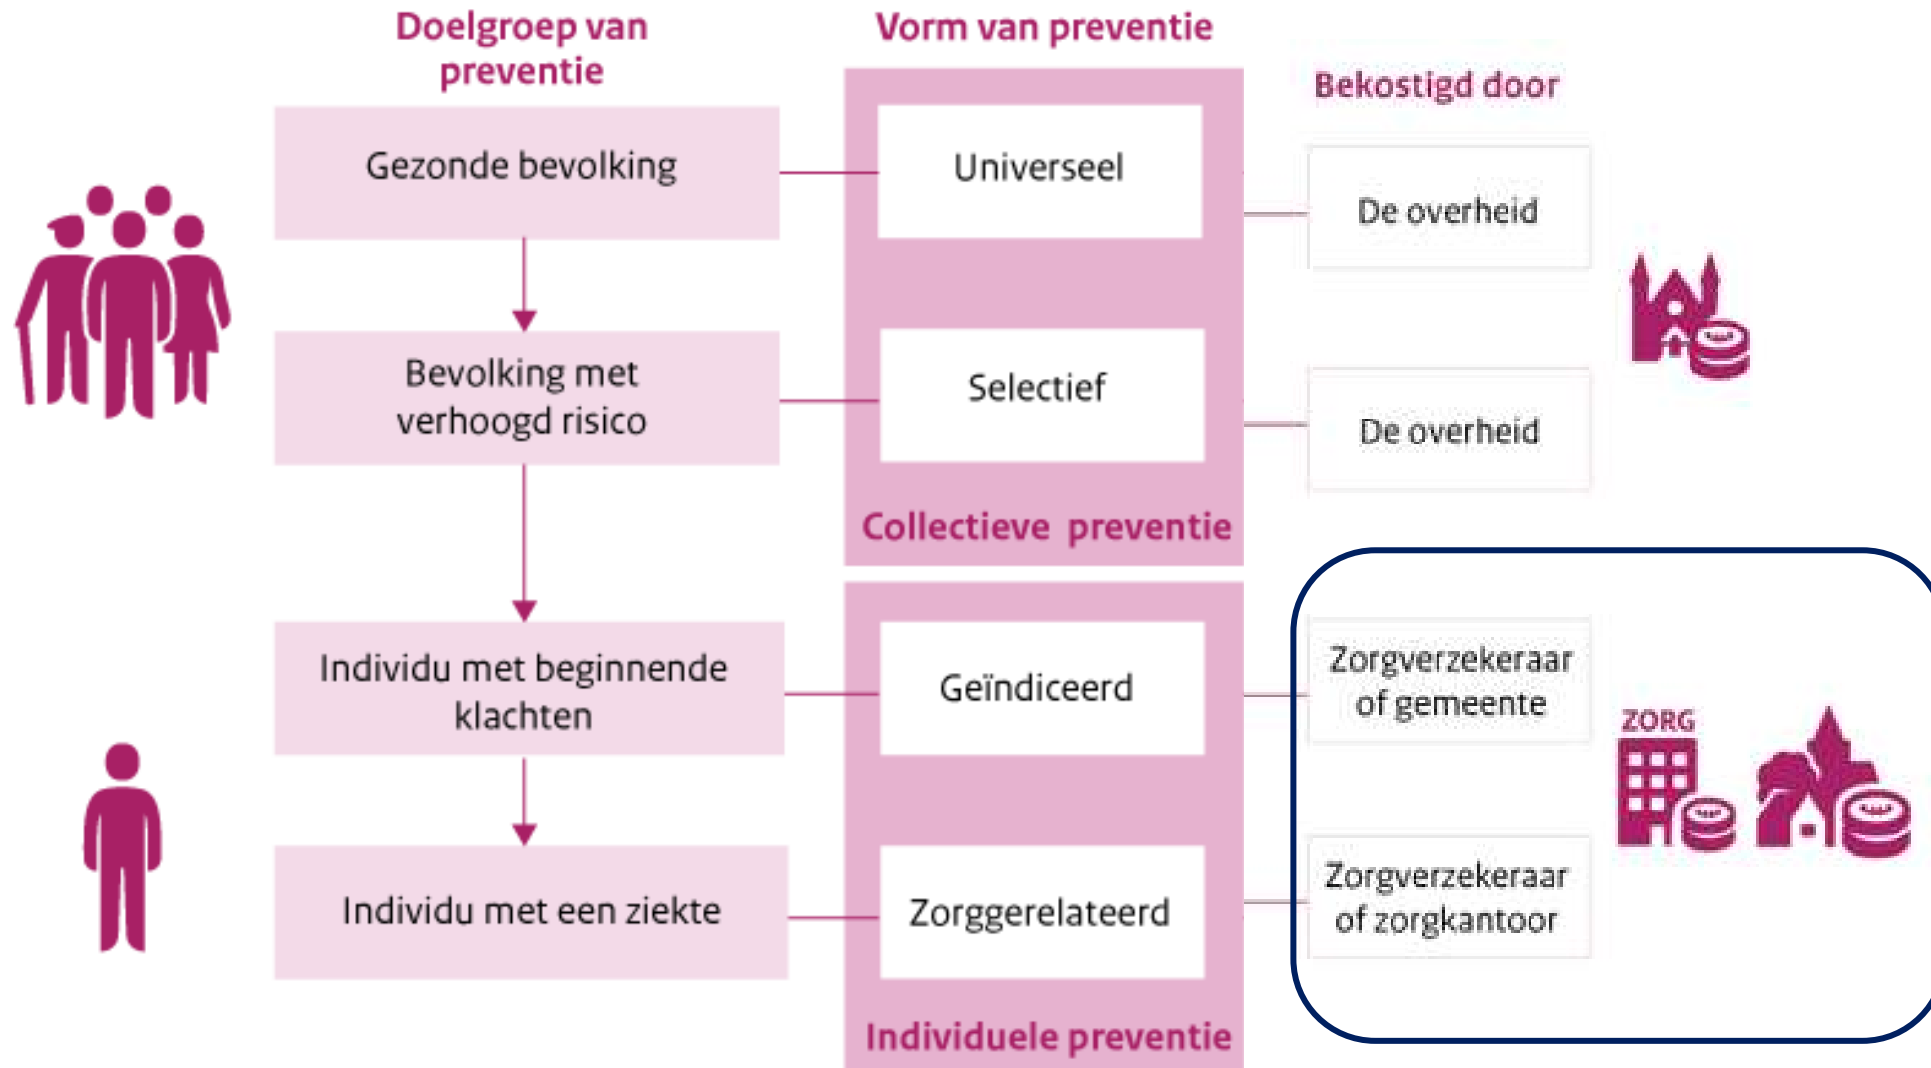 Doelgroep van
preventie
Vorm van preventie
Bekostigd door
Gezonde bevolking
Universeel
De overheid
Bevolking met
verhoogd risico
Selectief
De overheid
Collectieve preventie
Individu met beginnende
klachten
Geïndiceerd
Zorgverzekeraar
of gemeente
ZORG
Individu met een ziekte
Zorggerelateerd
Zorgverzekeraar
of zorgkantoor
Individuele preventie